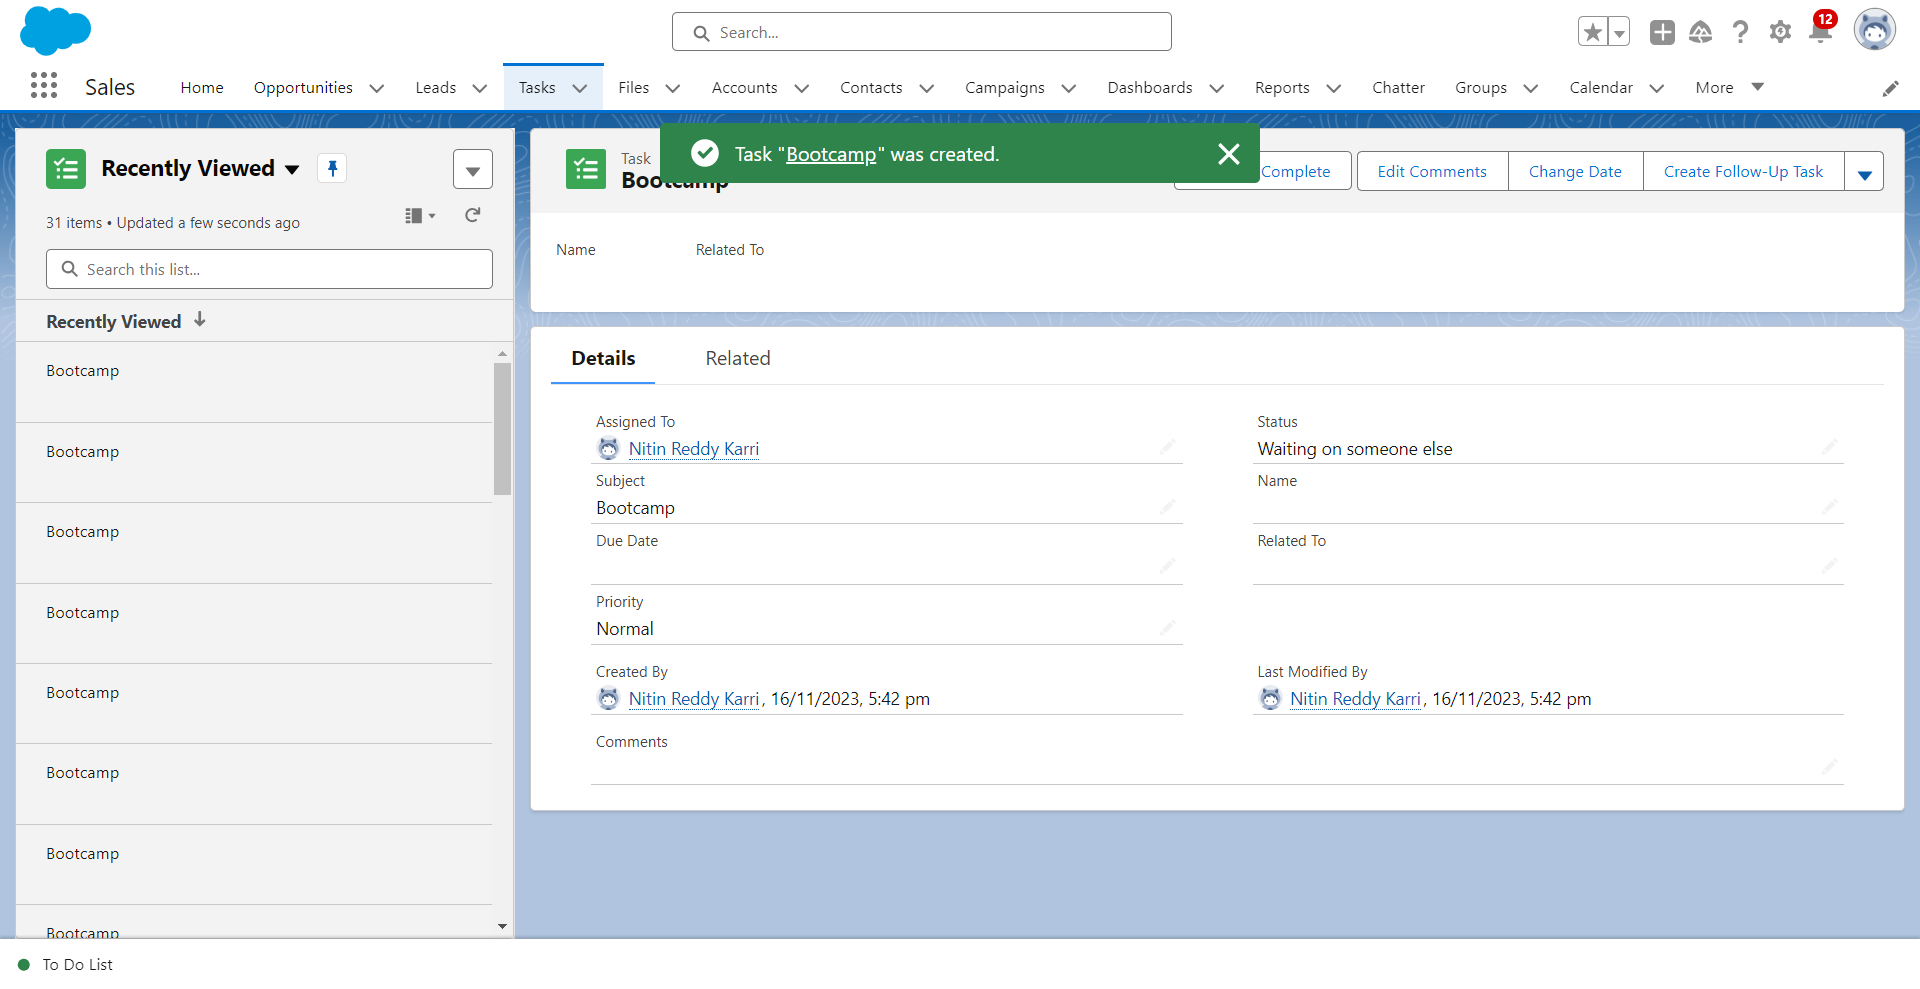 Search...
12
Sales
Home
Opportunities
Leads
Tasks
Files
Accounts
Contacts
Campaigns
Dashboards
Reports
Chatter
Groups
Calendar
More
Recently Viewed
31 items • Updated a few seconds ago
Search this list...
Recently Viewed
Bootcamp
Bootcamp
Bootcamp
Bootcamp
Bootcamp
Bootcamp
Bootcamp
Bootcamp
Task "Bootcamp" was created.
Task
Bootcamp
Complete
Edit Comments
Change Date
Create Follow-Up Task
Name
Related To
Details
Related
Assigned To
Nitin Reddy Karri
Status
Waiting on someone else
Subject
Bootcamp
Name
Due Date
Related To
Priority
Normal
Created By
Nitin Reddy Karri, 16/11/2023, 5:42 pm
Last Modified By
Nitin Reddy Karri, 16/11/2023, 5:42 pm
Comments
To Do List